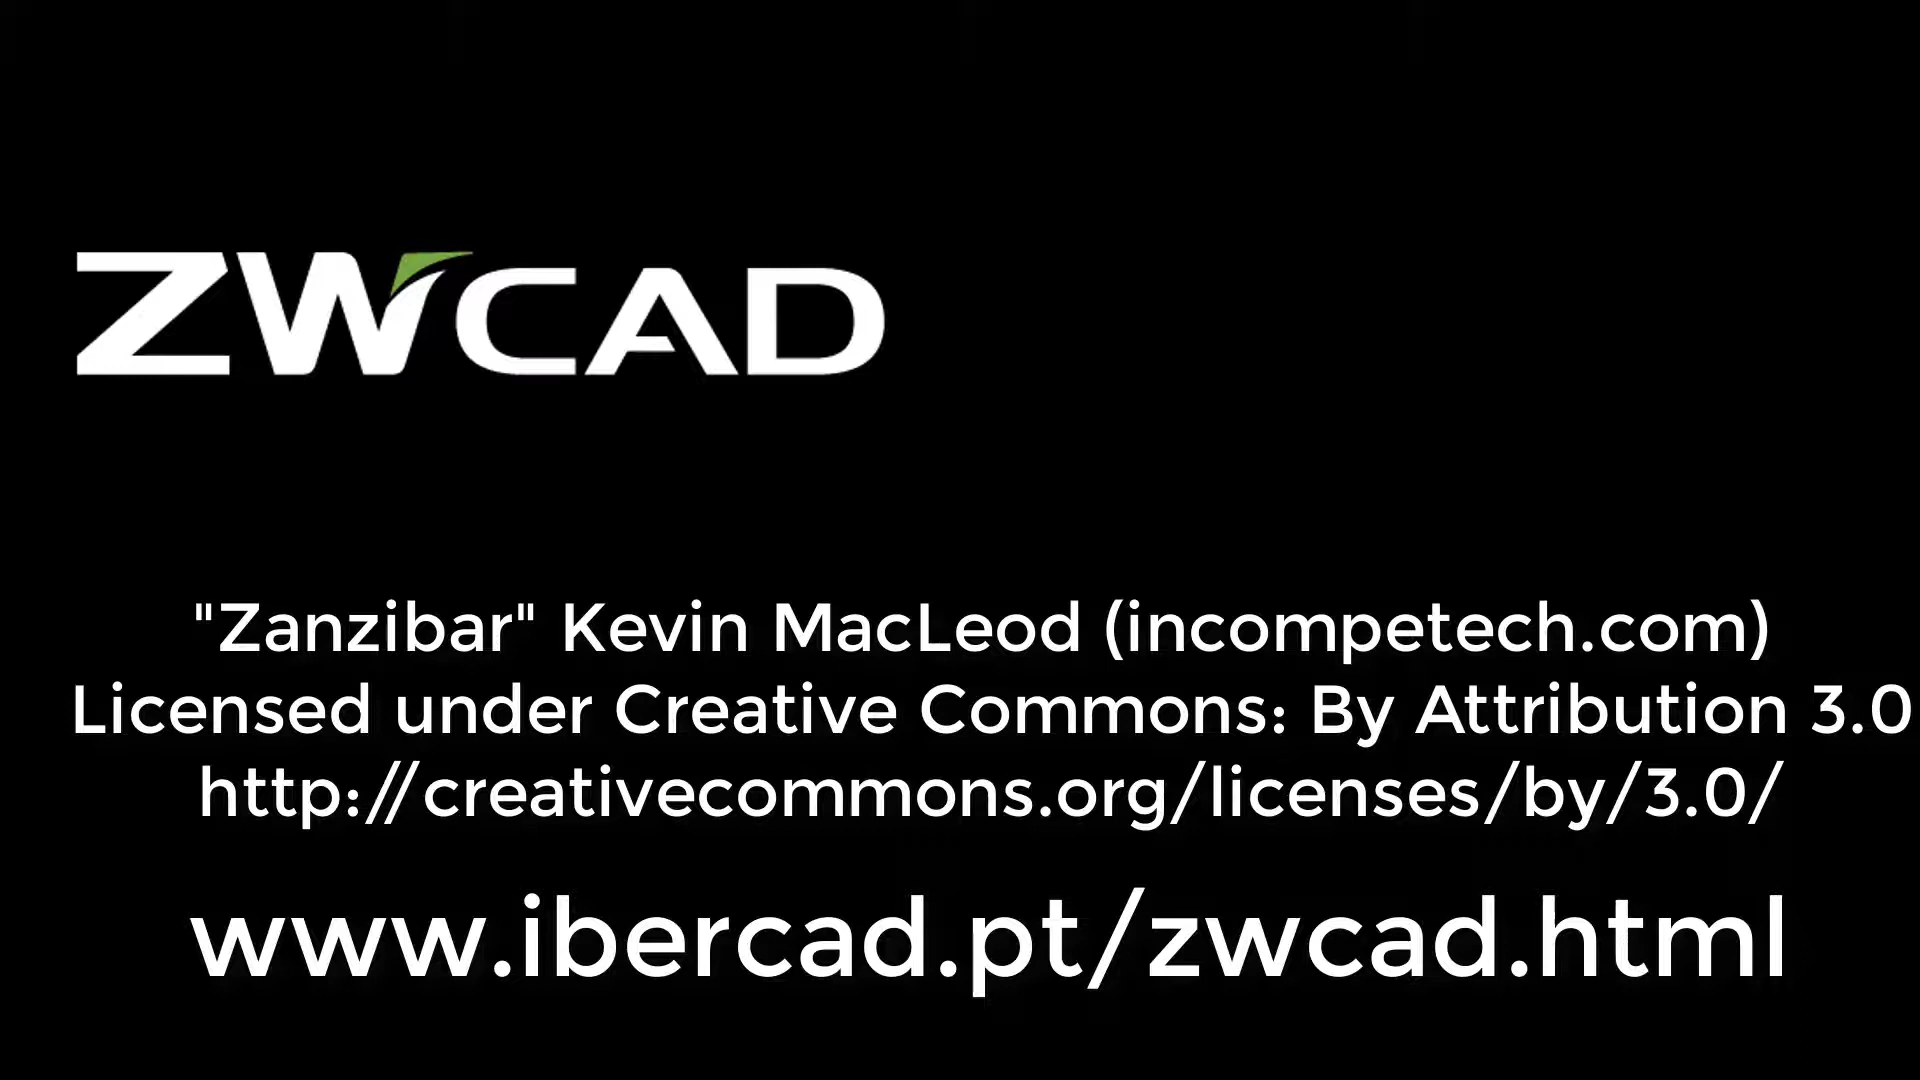 ZWCAD
"Zanzibar" Kevin MacLeod (incompetech.com)
Licensed under Creative Commons: By Attribution 3.0
http://creativecommons.org/licenses/by/3.0/
www.ibercad.pt/zwcad.html